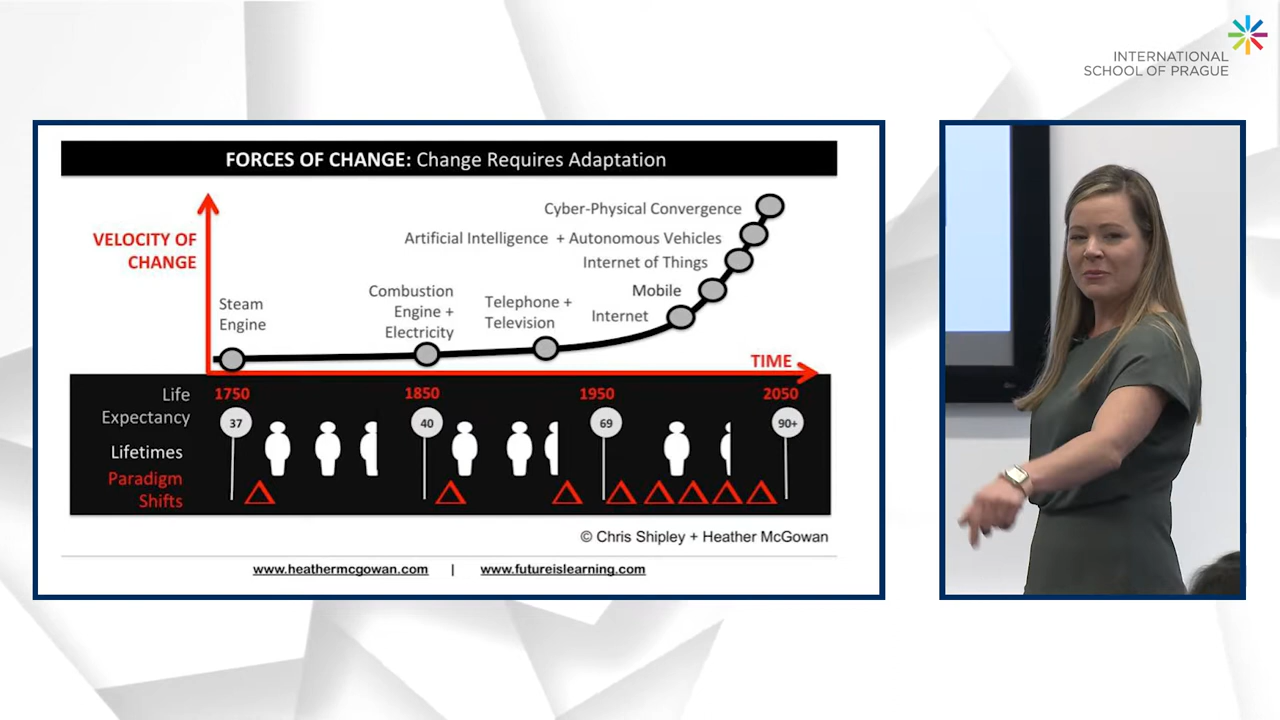 INTERNATIONAL
SCHOOL OF PRAGUE
FORCES OF CHANGE: Change Requires Adaptation
VELOCITY OF
CHANGE
Cyber-Physical Convergence
Artificial Intelligence + Autonomous Vehicles
Internet of Things
Mobile
Internet
Telephone +
Television
Combustion
Engine +
Electricity
Steam
Engine
TIME
Life
Expectancy
1750
1850
1950
2050
37
40
69
90+
Lifetimes
Paradigm
Shifts
© Chris Shipley + Heather McGowan
www.heathermcgowan.com | www.futureislearning.com